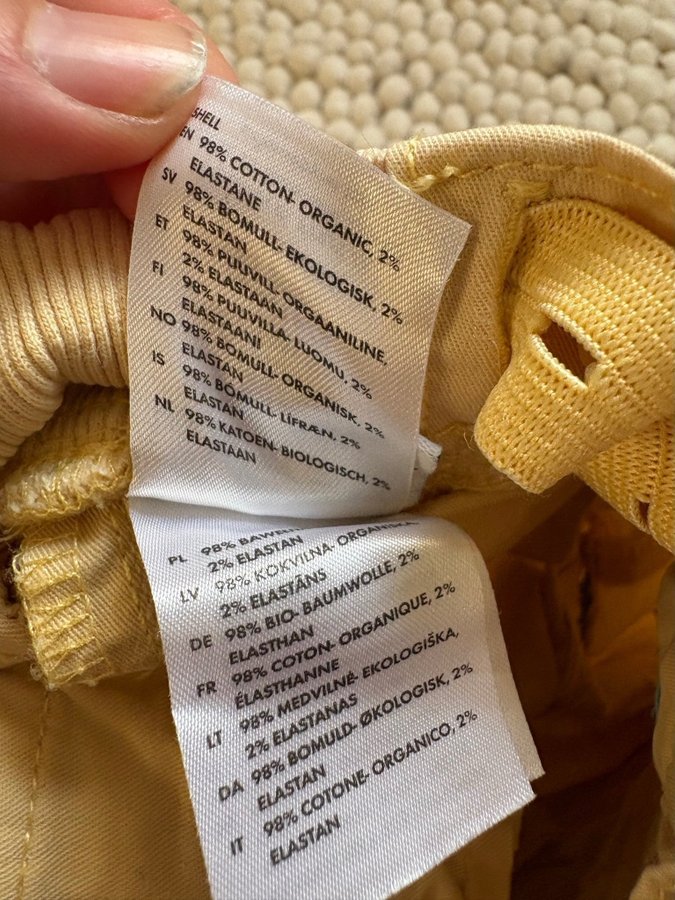 SHELL
EN 98% COTTON- ORGANIC, 2%
ELASTANE
SV 98% BOMULL- EKOLOGISK, 2%
ELASTAN
ET 98% PUUVILL- ORGAANILINE,
2% ELASTAAN
FI 98% PUUVILLA- LUOMU, 2%
ELASTAANI
NO 98% BOMULL- ORGANISK, 2%
ELASTAN
IS 98% BÓMULL- LÍFRÆN, 2%
ELASTAN
NL 98% KATOEN- BIOLOGISCH, 2%
ELASTAAN
PL 98%
2% ELASTAN
LV 98% KOKVILNA- ORGANISKA
2% ELASTĀNS
DE 98% BIO- BAUMWOLLE, 2%
ELASTHAN
FR 98% COTON- ORGANIQUE, 2%
ÉLASTHANNE
LT 98% MEDVILNĖ- EKOLOGIŠKA,
2% ELASTANAS
DA 98% BOMULD- ØKOLOGISK, 2%
ELASTAN
IT 98% COTONE- ORGANICO, 2%
ELASTAN